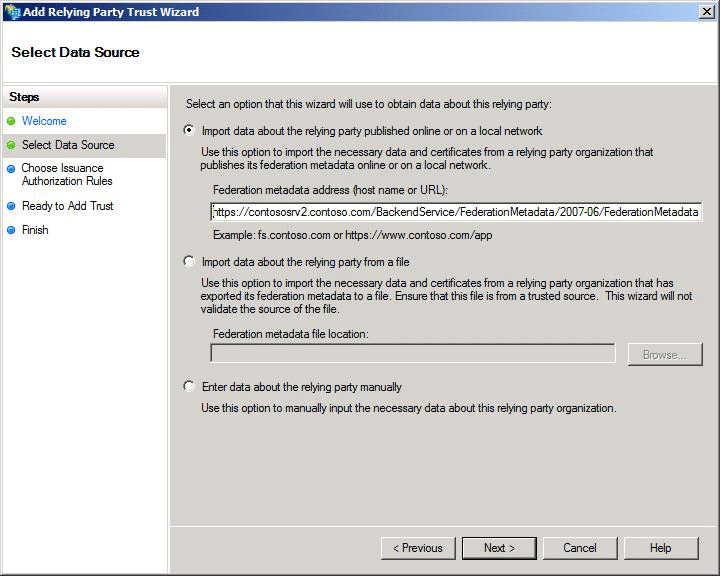 Add Relying Party Trust Wizard
Select Data Source
Steps
Welcome
Select Data Source
Choose Issuance
Authorization Rules
Ready to Add Trust
Finish
Select an option that this wizard will use to obtain data about this relying party:
Import data about the relying party published online or on a local network
Use this option to import the necessary data and certificates from a relying party organization that
publishes its federation metadata online or on a local network.
Federation metadata address (host name or URL):
https://contososrv2.contoso.com/BackendService/FederationMetadata/2007-06/FederationMetadata
Example: fs.contoso.com or https://www.contoso.com/app
Import data about the relying party from a file
Use this option to import the necessary data and certificates from a relying party organization that has
exported its federation metadata to a file. Ensure that this file is from a trusted source. This wizard will not
validate the source of the file.
Federation metadata file location:
Browse...
Enter data about the relying party manually
Use this option to manually input the necessary data about this relying party organization.
< Previous
Next >
Cancel
Help